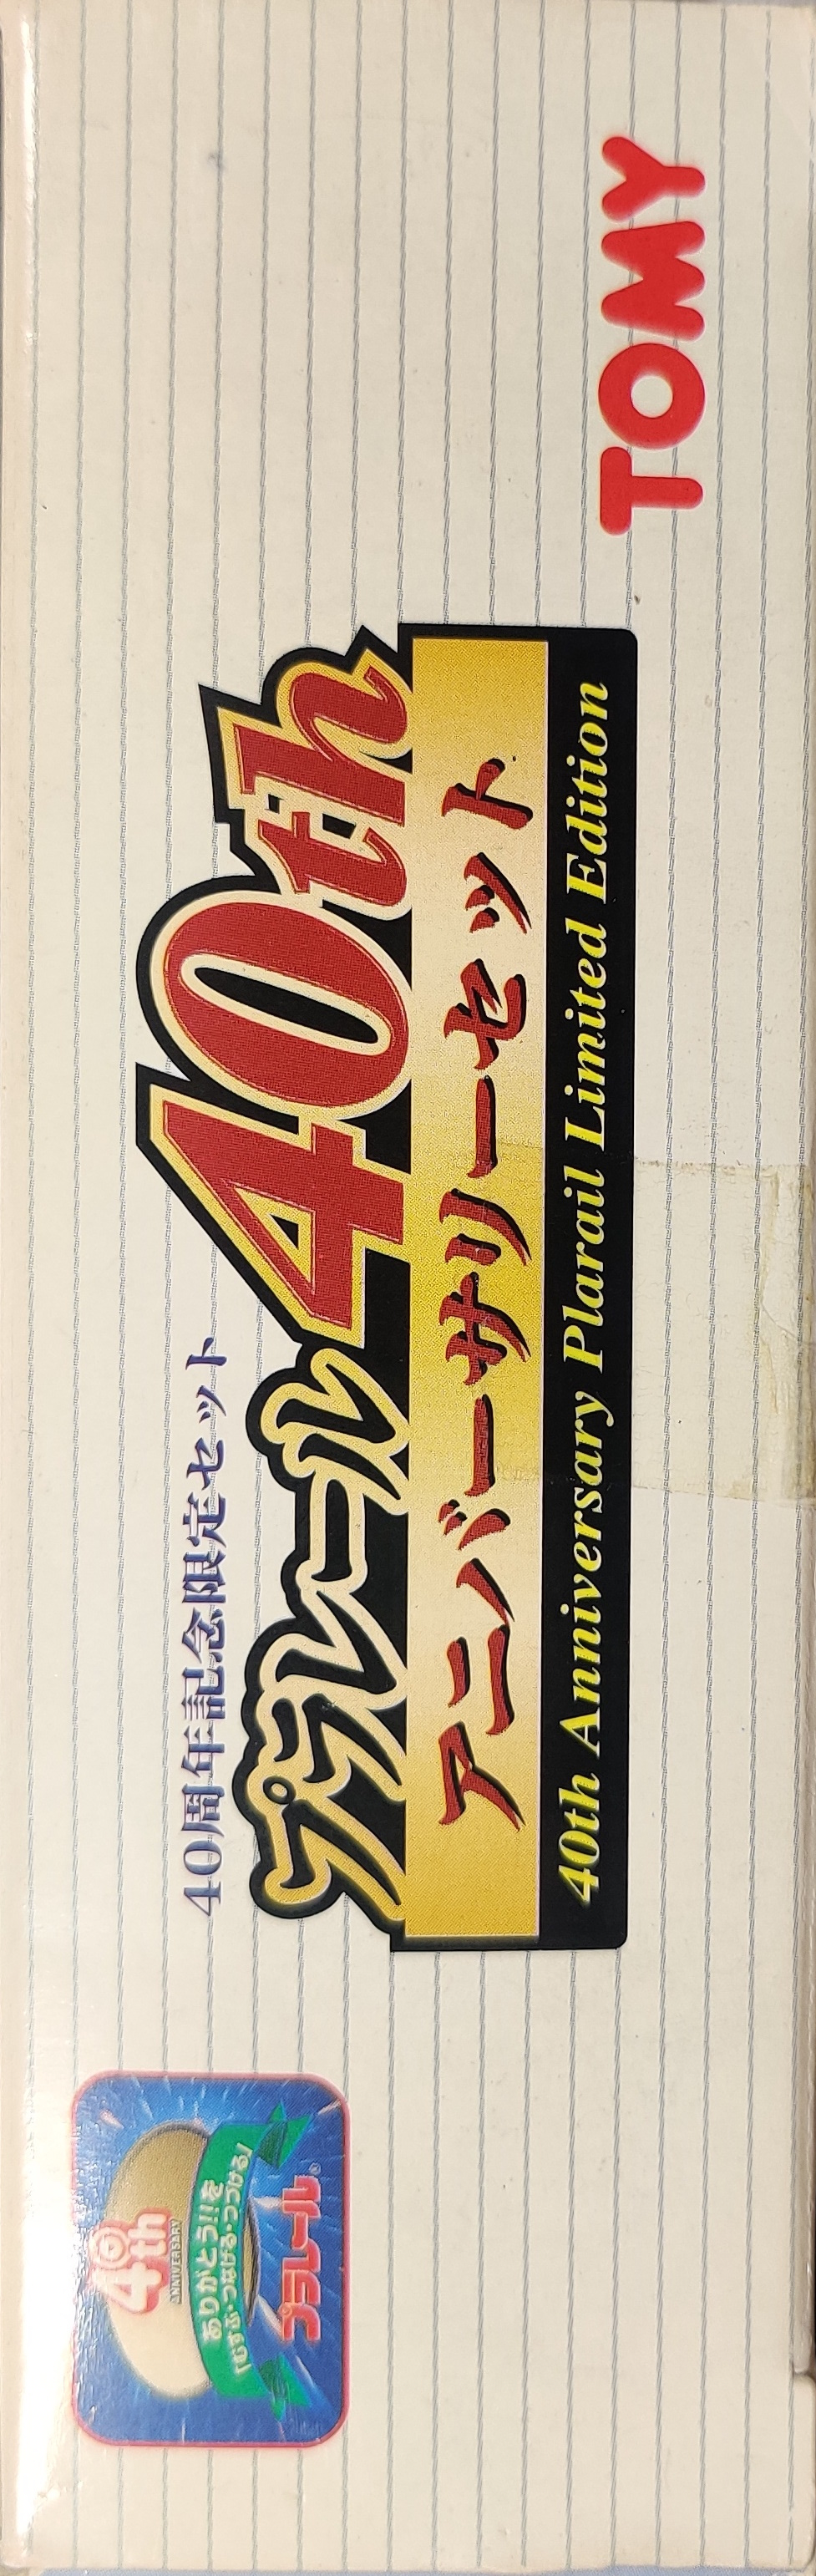 40th
ANNIVERSARY
ありがとう!!を
「むすぶ・つなげる・つづける」
プラレール®
40周年記念限定セット
プラレール40th
アニバーサリーセット
40th Anniversary Plarail Limited Edition
TOMY